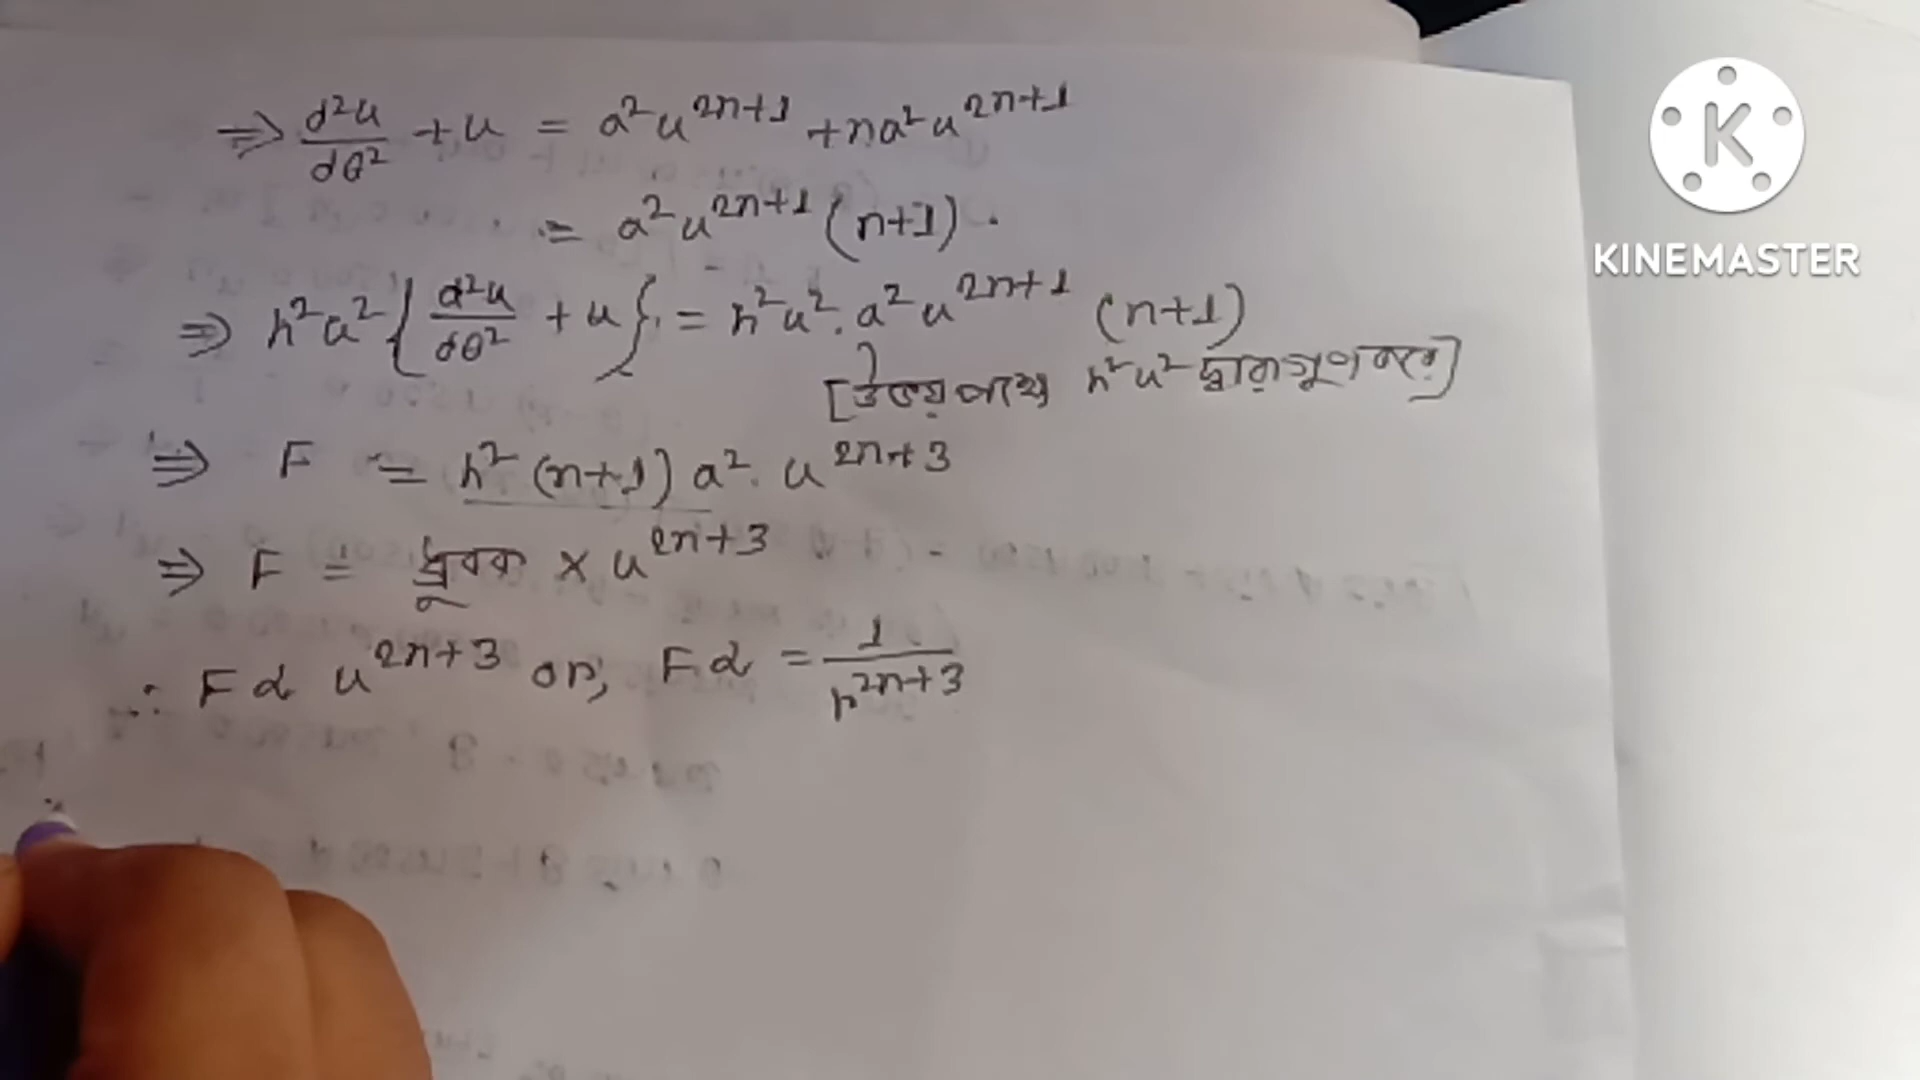 ⇒ d²u/dθ² + u = a²u^2n+1 + na²u^2n+1
= a²u^2n+1 (n+1).
⇒ h²u² { d²u/dθ² + u } = h²u². a²u^2n+1 (n+1)
[উভয়পক্ষে h²u² দ্বারা গুণ করে]
⇒ F = h² (n+1) a². u^2n+3
⇒ F = ধ্রুবক × u^2n+3
∴ F α u^2n+3 or, F α = 1/r^2n+3
K
KINEMASTER